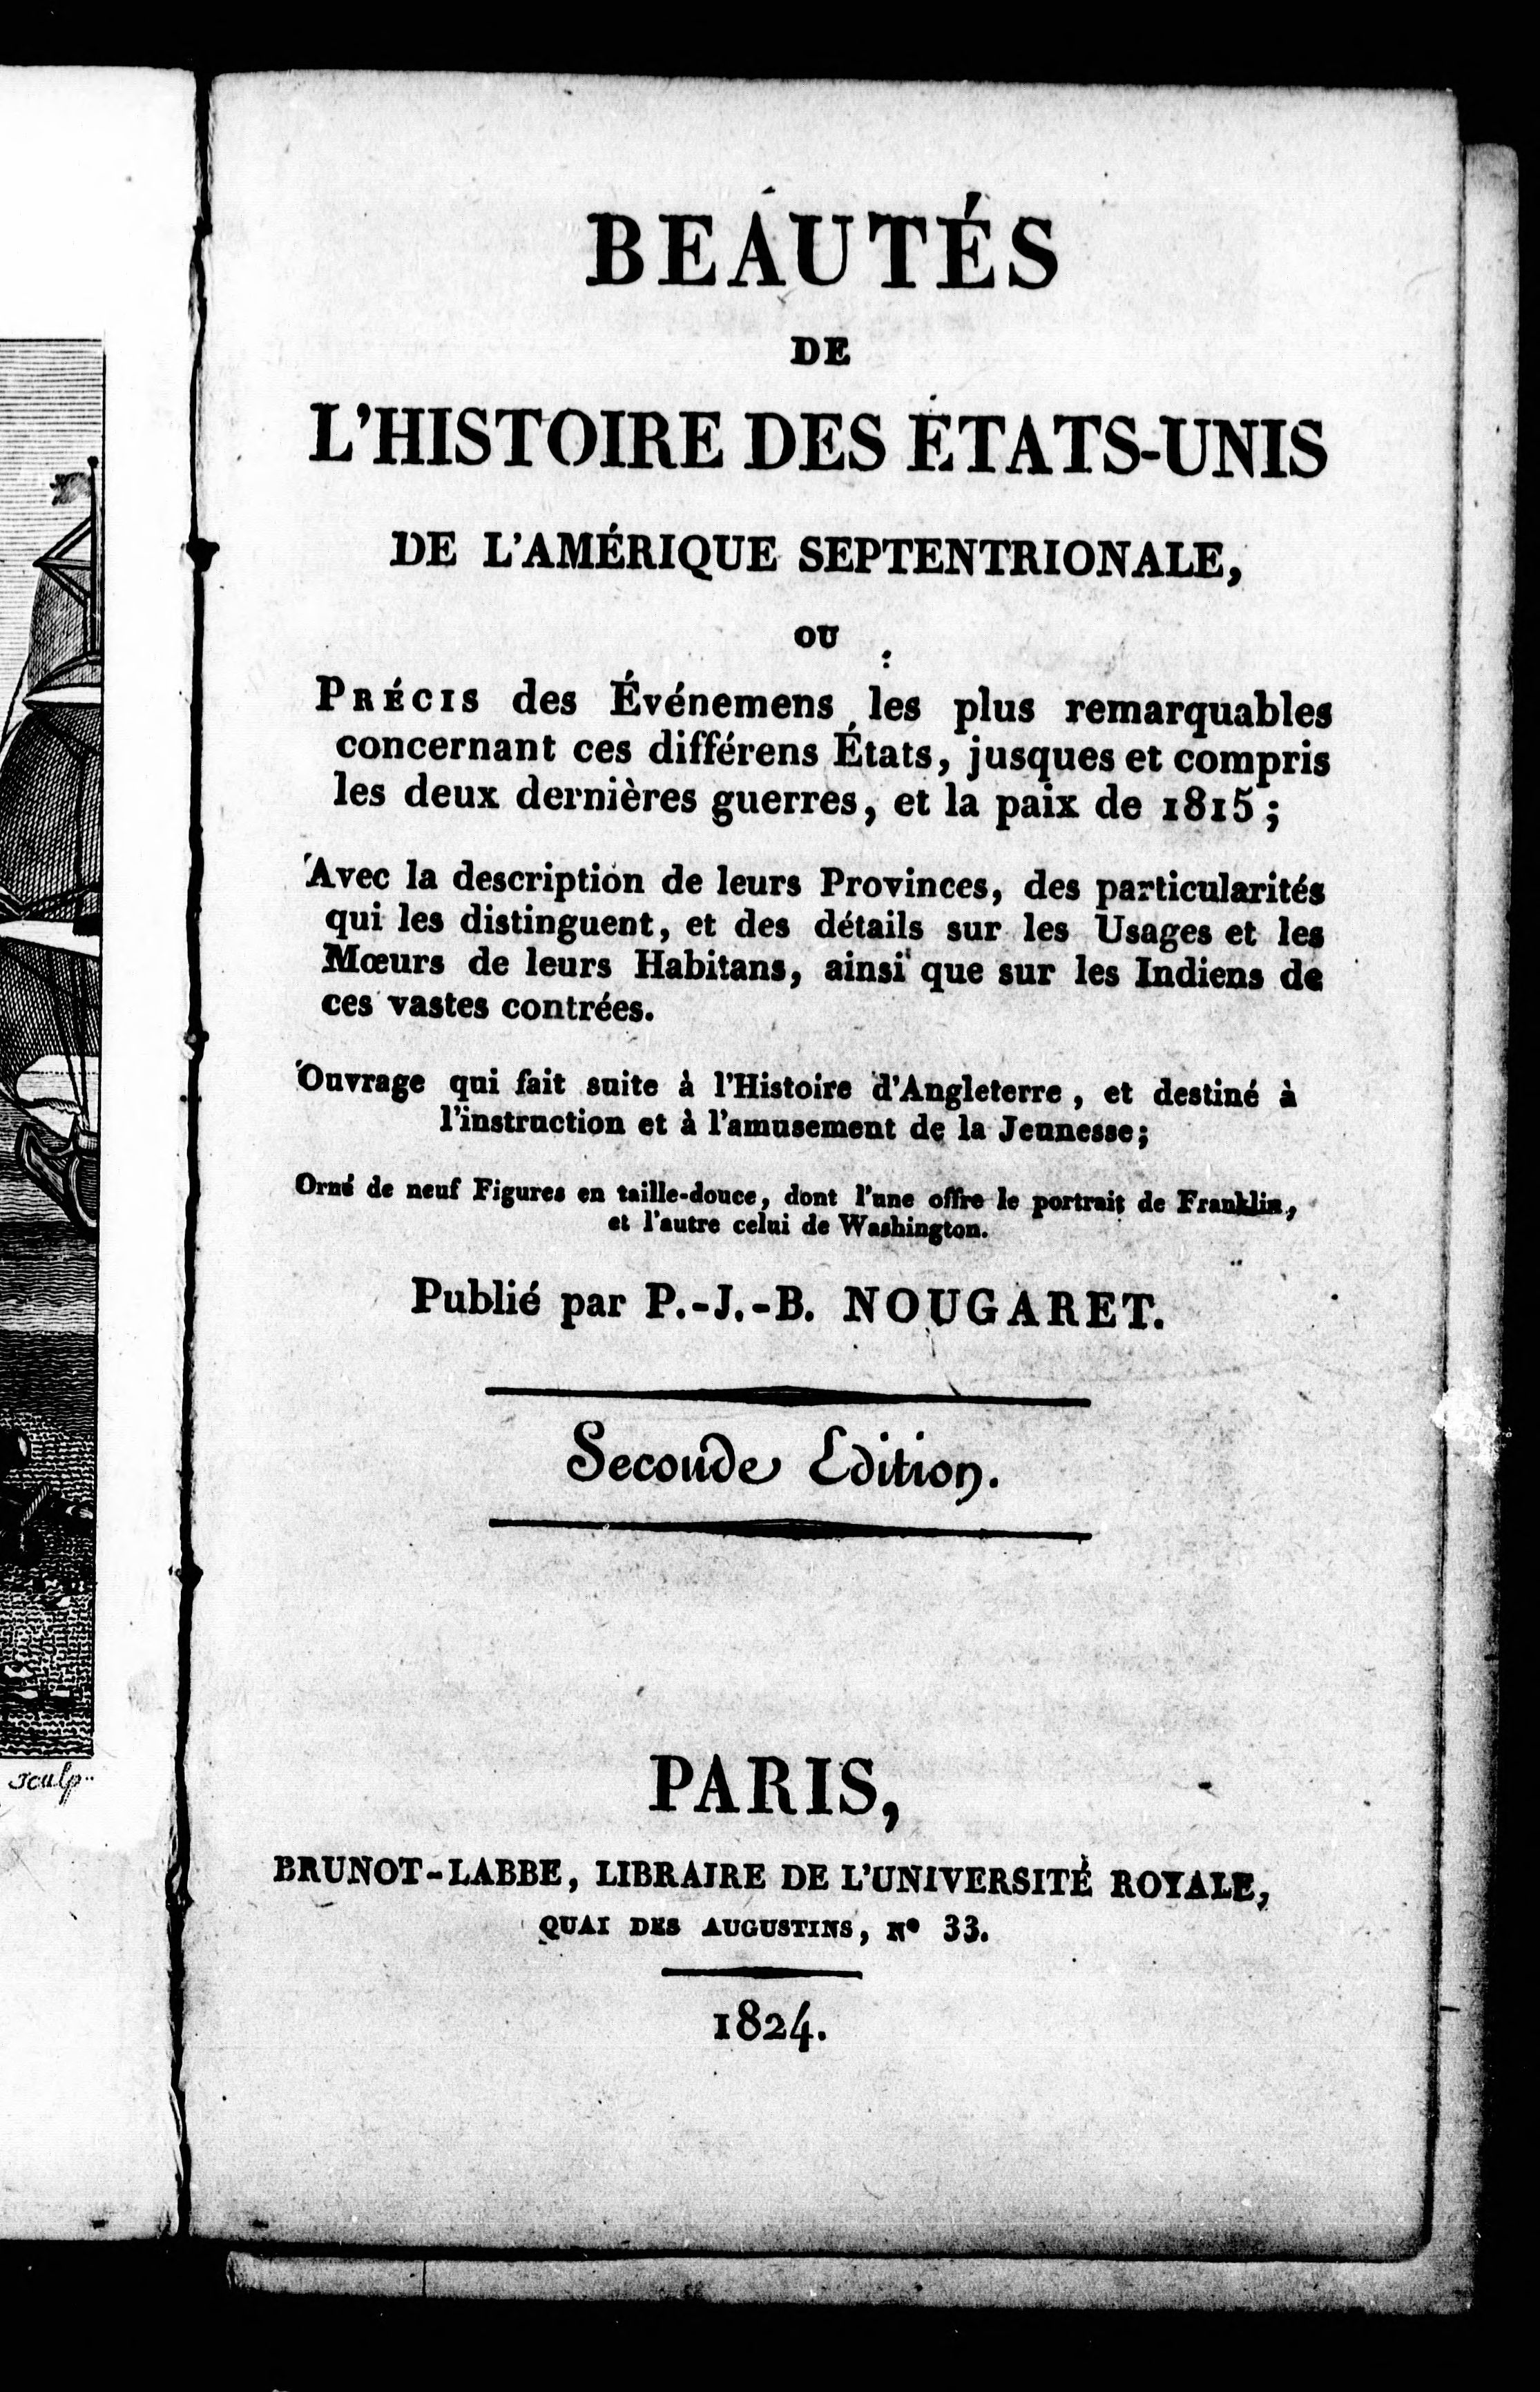 BEAUTÉS
DE
L'HISTOIRE DES ÉTATS-UNIS
DE L'AMÉRIQUE SEPTENTRIONALE,
OU
PRÉCIS des Événemens les plus remarquables
concernant ces différens États, jusques et compris
les deux dernières guerres, et la paix de 1815;
Avec la description de leurs Provinces, des particularités
qui les distinguent, et des détails sur les Usages et les
Mœurs de leurs Habitans, ainsi que sur les Indiens de
ces vastes contrées.
Ouvrage qui fait suite à l'Histoire d'Angleterre, et destiné à
l'instruction et à l'amusement de la Jeunesse;
Orné de neuf Figures en taille-douce, dont l'une offre le portrait de Franklin,
et l'autre celui de Washington.
Publié par P.-J.-B. NOUGARET.
Seconde Edition.
PARIS,
BRUNOT-LABBE, LIBRAIRE DE L'UNIVERSITÉ ROYALE,
QUAI DES AUGUSTINS, N° 33.
1824.
sculp.